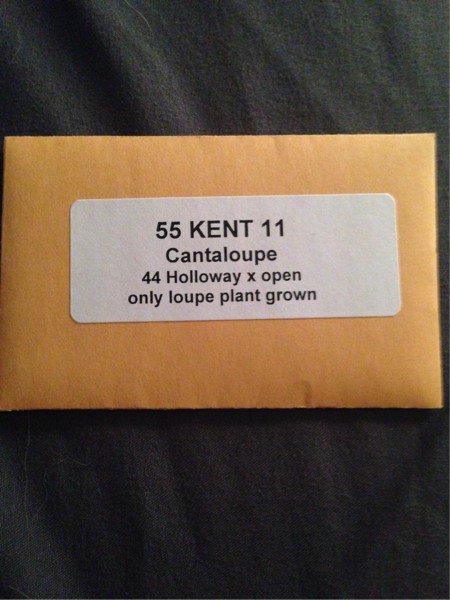 55 KENT 11
Cantaloupe
44 Holloway x open
only loupe plant grown